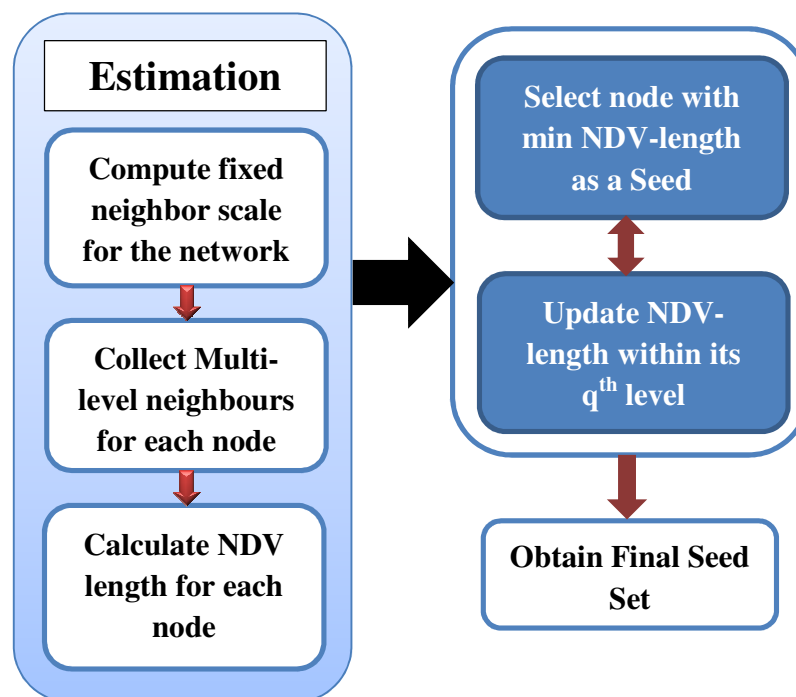 Estimation
Compute fixed
neighbor scale
for the network
Collect Multi-
level neighbours
for each node
Calculate NDV
length for each
node
Select node with
min NDV-length
as a Seed
Update NDV-
length within its
qth level
Obtain Final Seed
Set